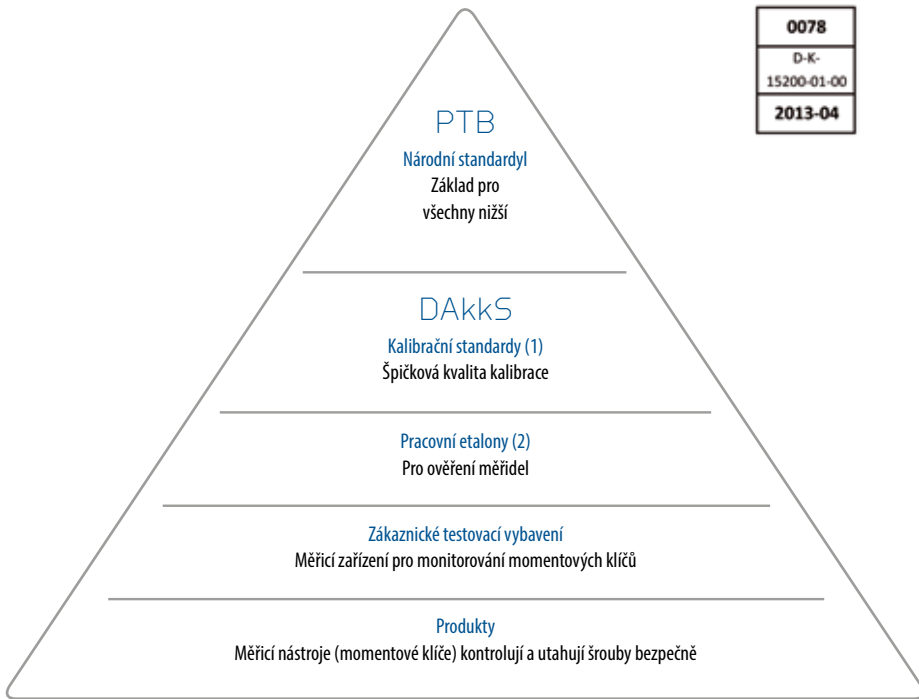 0078
D-K-
15200-01-00
2013-04
PTB
Národní standardyl
Základ pro
všechny nižší
DAkkS
Kalibrační standardy (1)
Špičková kvalita kalibrace
Pracovní etalony (2)
Pro ověření měřidel
Zákaznické testovací vybavení
Měřicí zařízení pro monitorování momentových klíčů
Produkty
Měřicí nástroje (momentové klíče) kontrolují a utahují šrouby bezpečně